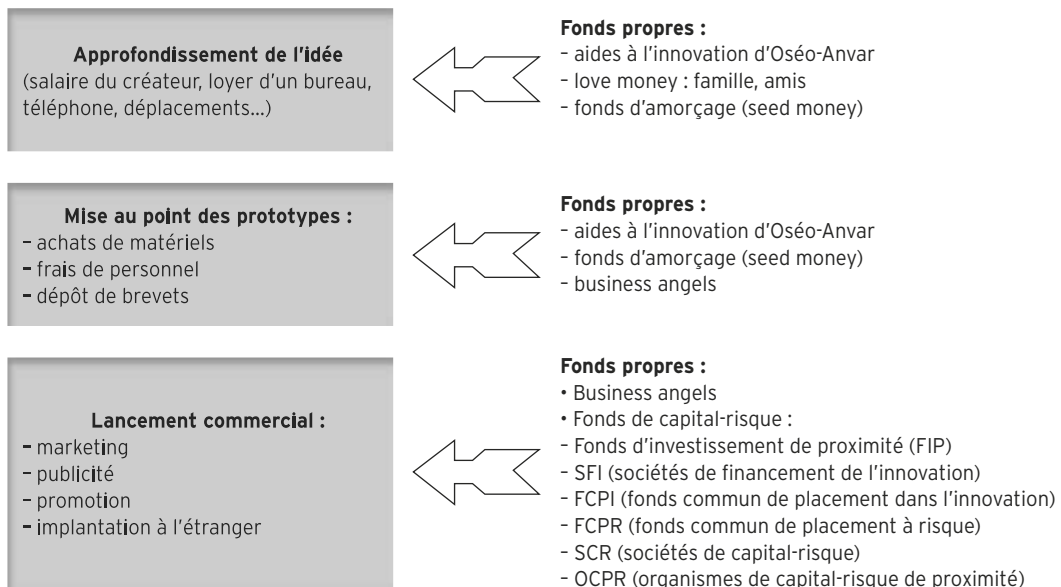 Approfondissement de l'idée
(salaire du créateur, loyer d'un bureau,
téléphone, déplacements...)
Fonds propres :
– aides à l'innovation d'Oséo-Anvar
– love money : famille, amis
– fonds d'amorçage (seed money)
Mise au point des prototypes :
– achats de matériels
– frais de personnel
– dépôt de brevets
Fonds propres :
– aides à l'innovation d'Oséo-Anvar
– fonds d'amorçage (seed money)
– business angels
Lancement commercial :
– marketing
– publicité
– promotion
– implantation à l'étranger
Fonds propres :
• Business angels
• Fonds de capital-risque :
– Fonds d'investissement de proximité (FIP)
– SFI (sociétés de financement de l'innovation)
– FCPI (fonds commun de placement dans l'innovation)
– FCPR (fonds commun de placement à risque)
– SCR (sociétés de capital-risque)
– OCPR (organismes de capital-risque de proximité)